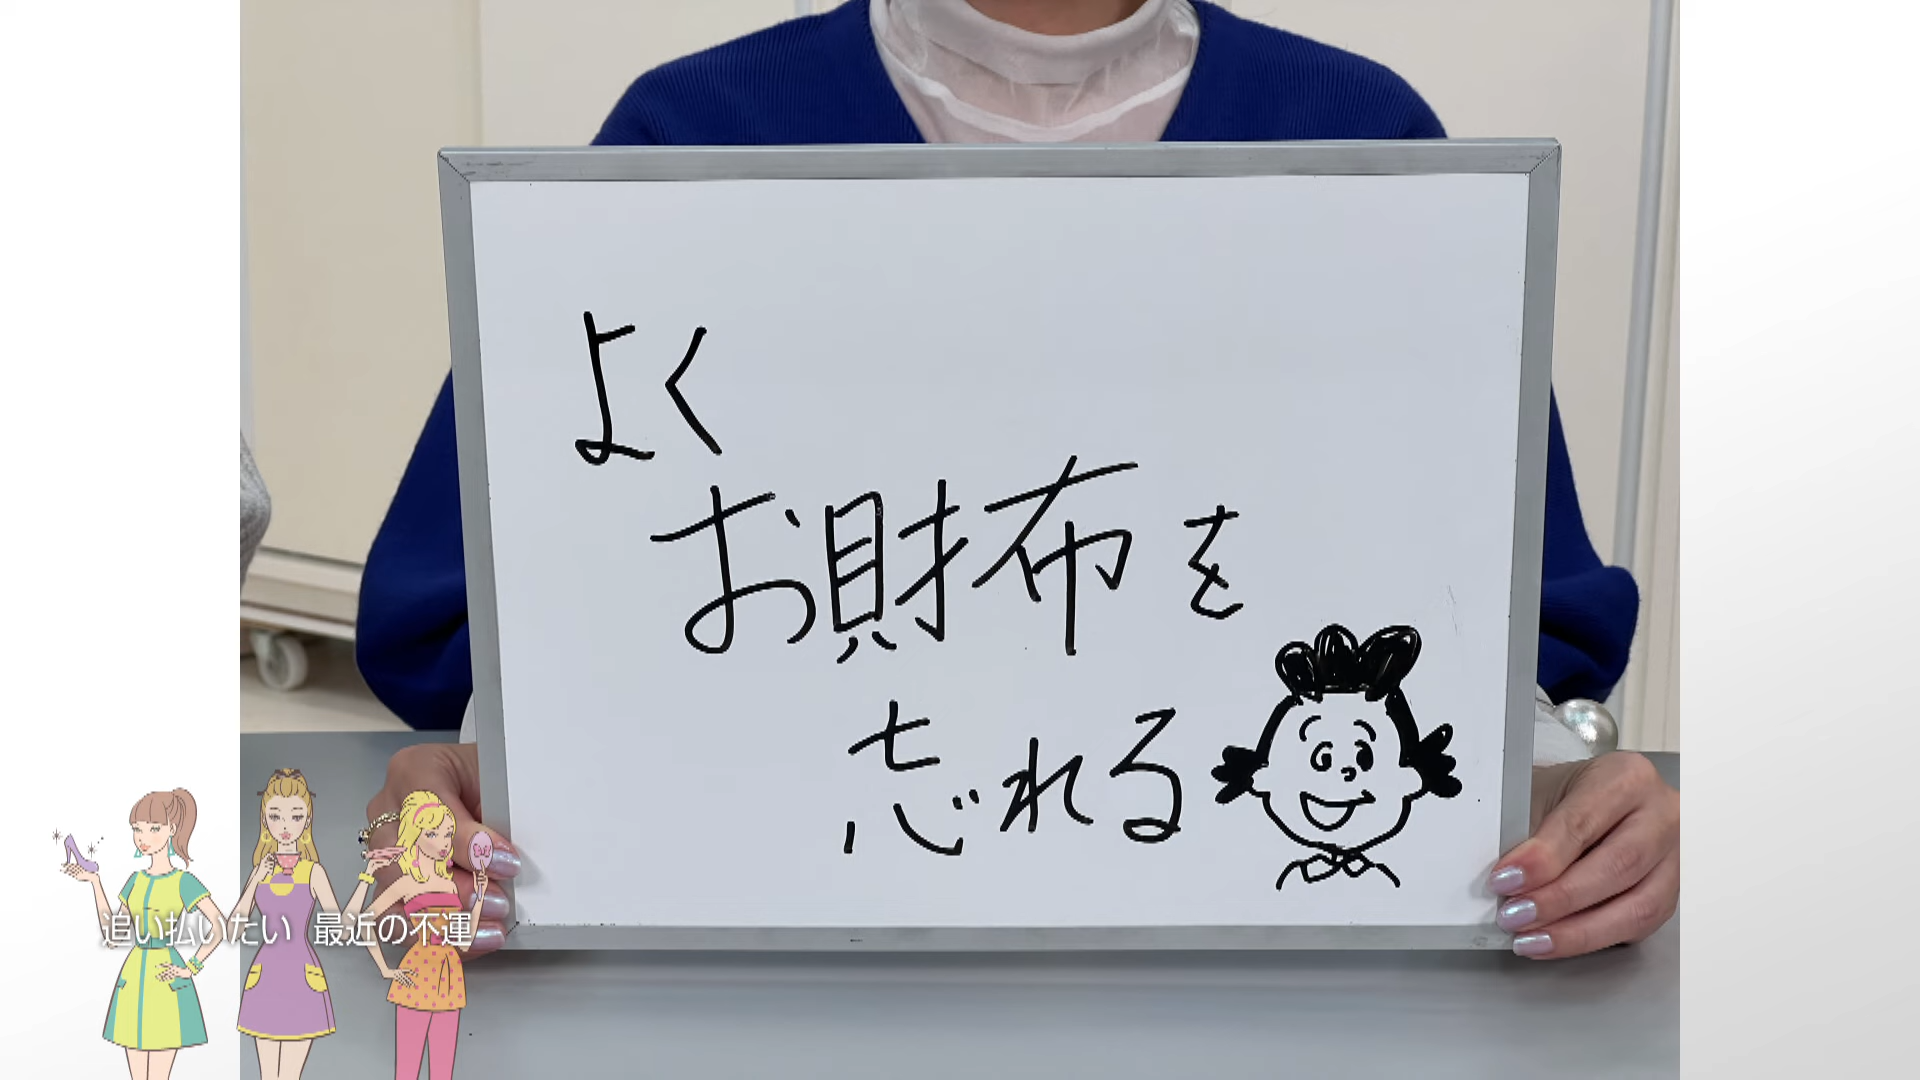 よく
お財布を
忘れる
追い払いたい 最近の不運